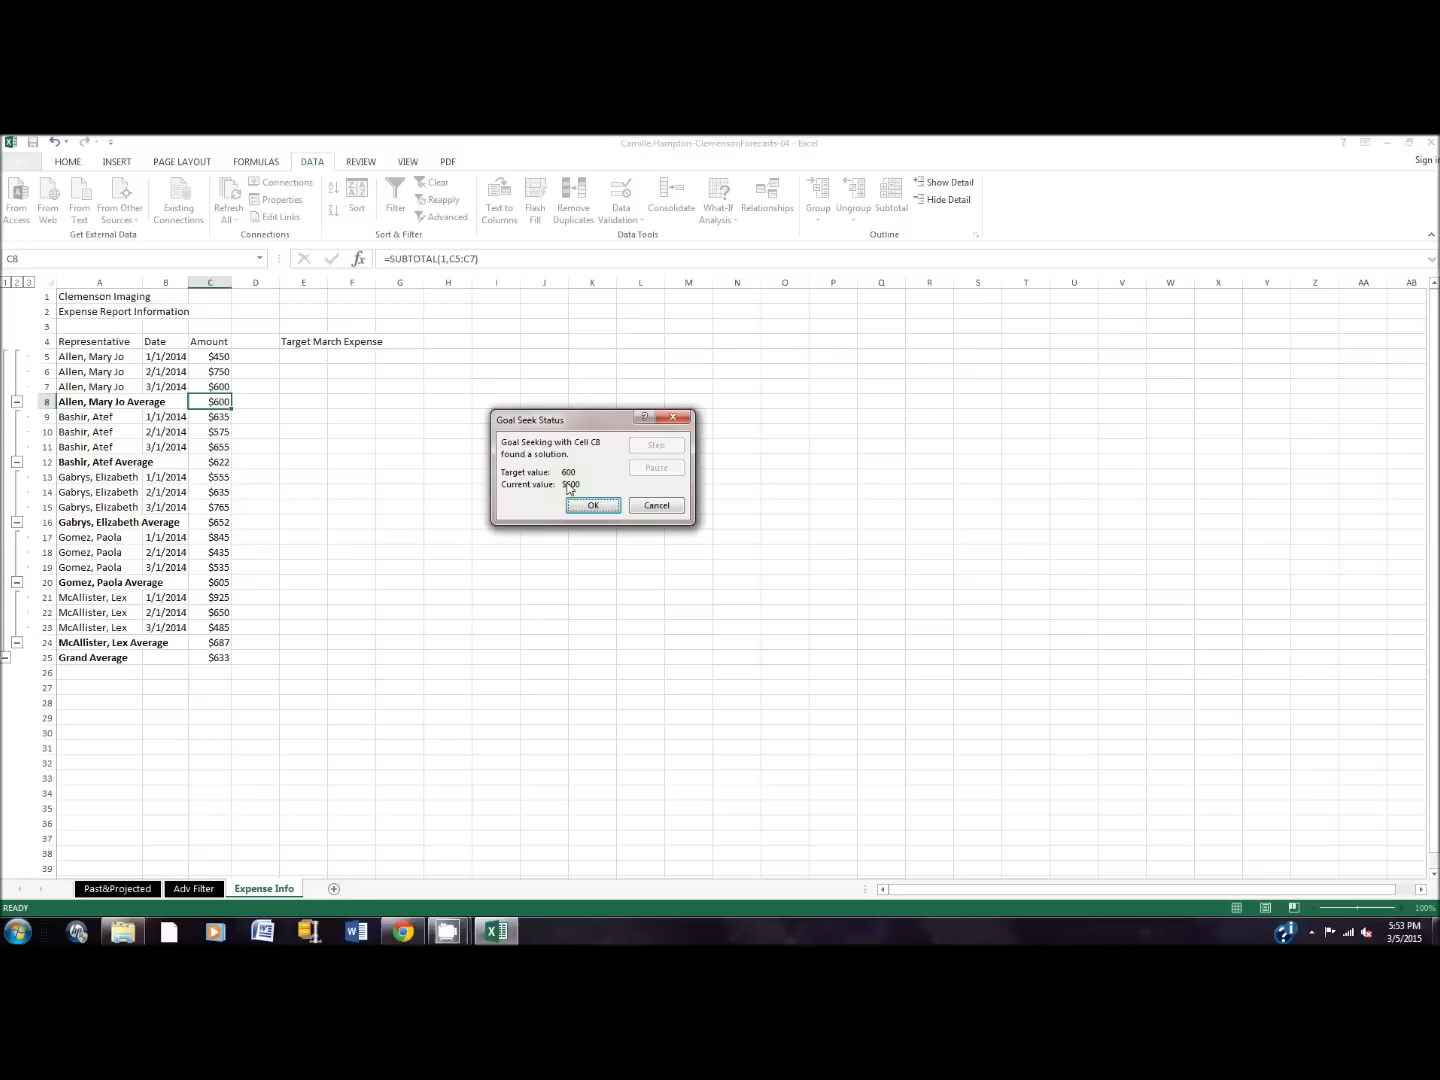 Camille.Hampton-ClemensonForecasts-04 - Excel
HOME INSERT PAGE LAYOUT FORMULAS DATA REVIEW VIEW PDF
Sign in
From Access
From Web
From Text
From Other Sources
Existing Connections
Get External Data
Refresh All
Connections
Properties
Edit Links
Connections
Sort
Filter
Clear
Reapply
Advanced
Sort & Filter
Text to Columns
Flash Fill
Remove Duplicates
Data Validation
Consolidate
What-If Analysis
Relationships
Data Tools
Group
Ungroup
Subtotal
Show Detail
Hide Detail
Outline
C8 fx =SUBTOTAL(1,C5:C7)
1 2 3 A B C D E F G H I J K L M N O P Q R S T U V W X Y Z AA AB
1 Clemenson Imaging
2 Expense Report Information
3
4 Representative Date Amount Target March Expense
5 Allen, Mary Jo 1/1/2014 $450
6 Allen, Mary Jo 2/1/2014 $750
7 Allen, Mary Jo 3/1/2014 $600
8 Allen, Mary Jo Average $600
9 Bashir, Atef 1/1/2014 $635
10 Bashir, Atef 2/1/2014 $575
11 Bashir, Atef 3/1/2014 $655
12 Bashir, Atef Average $622
13 Gabrys, Elizabeth 1/1/2014 $555
14 Gabrys, Elizabeth 2/1/2014 $635
15 Gabrys, Elizabeth 3/1/2014 $765
16 Gabrys, Elizabeth Average $652
17 Gomez, Paola 1/1/2014 $845
18 Gomez, Paola 2/1/2014 $435
19 Gomez, Paola 3/1/2014 $535
20 Gomez, Paola Average $605
21 McAllister, Lex 1/1/2014 $925
22 McAllister, Lex 2/1/2014 $650
23 McAllister, Lex 3/1/2014 $485
24 McAllister, Lex Average $687
25 Grand Average $633
26
27
28
29
30
31
32
33
34
35
36
37
38
39
Goal Seek Status
Goal Seeking with Cell C8
found a solution.
Target value: 600
Current value: $600
Step
Pause
OK
Cancel
Past&Projected Adv Filter Expense Info
READY
100%
5:53 PM
3/5/2015